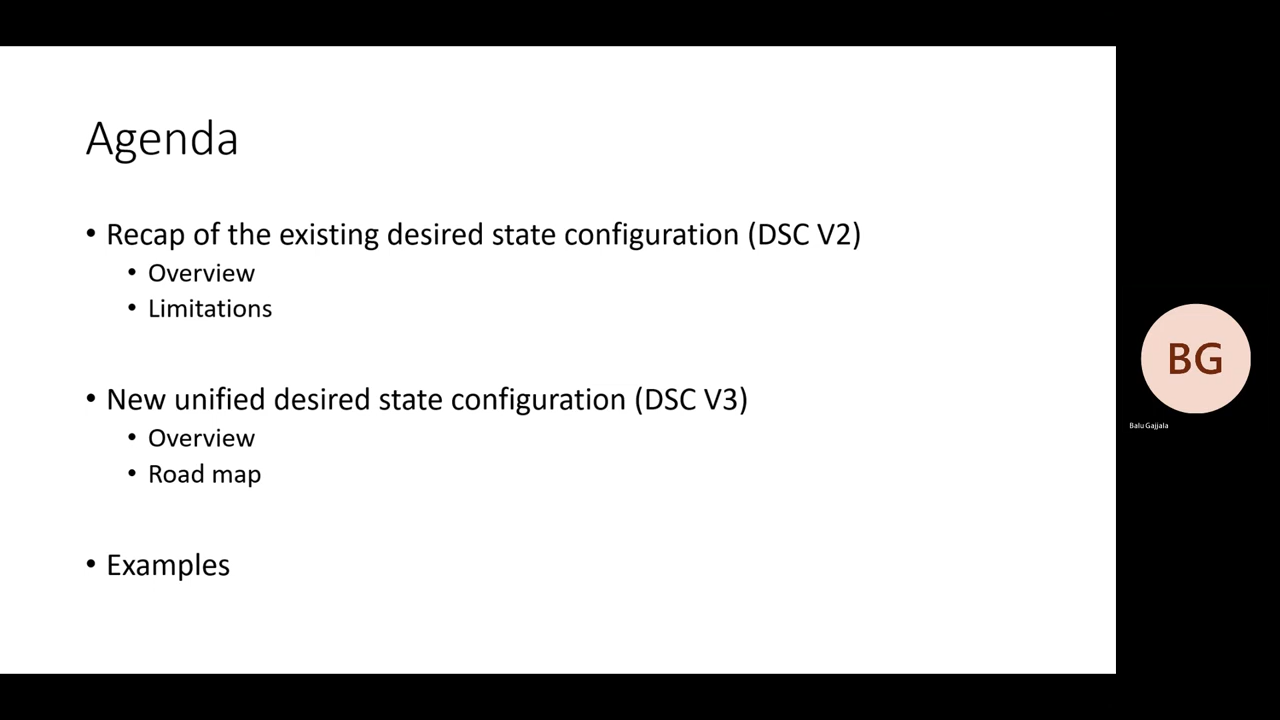 Agenda
• Recap of the existing desired state configuration (DSC V2)
• Overview
• Limitations
• New unified desired state configuration (DSC V3)
• Overview
• Road map
• Examples
BG
Balu Gajjala